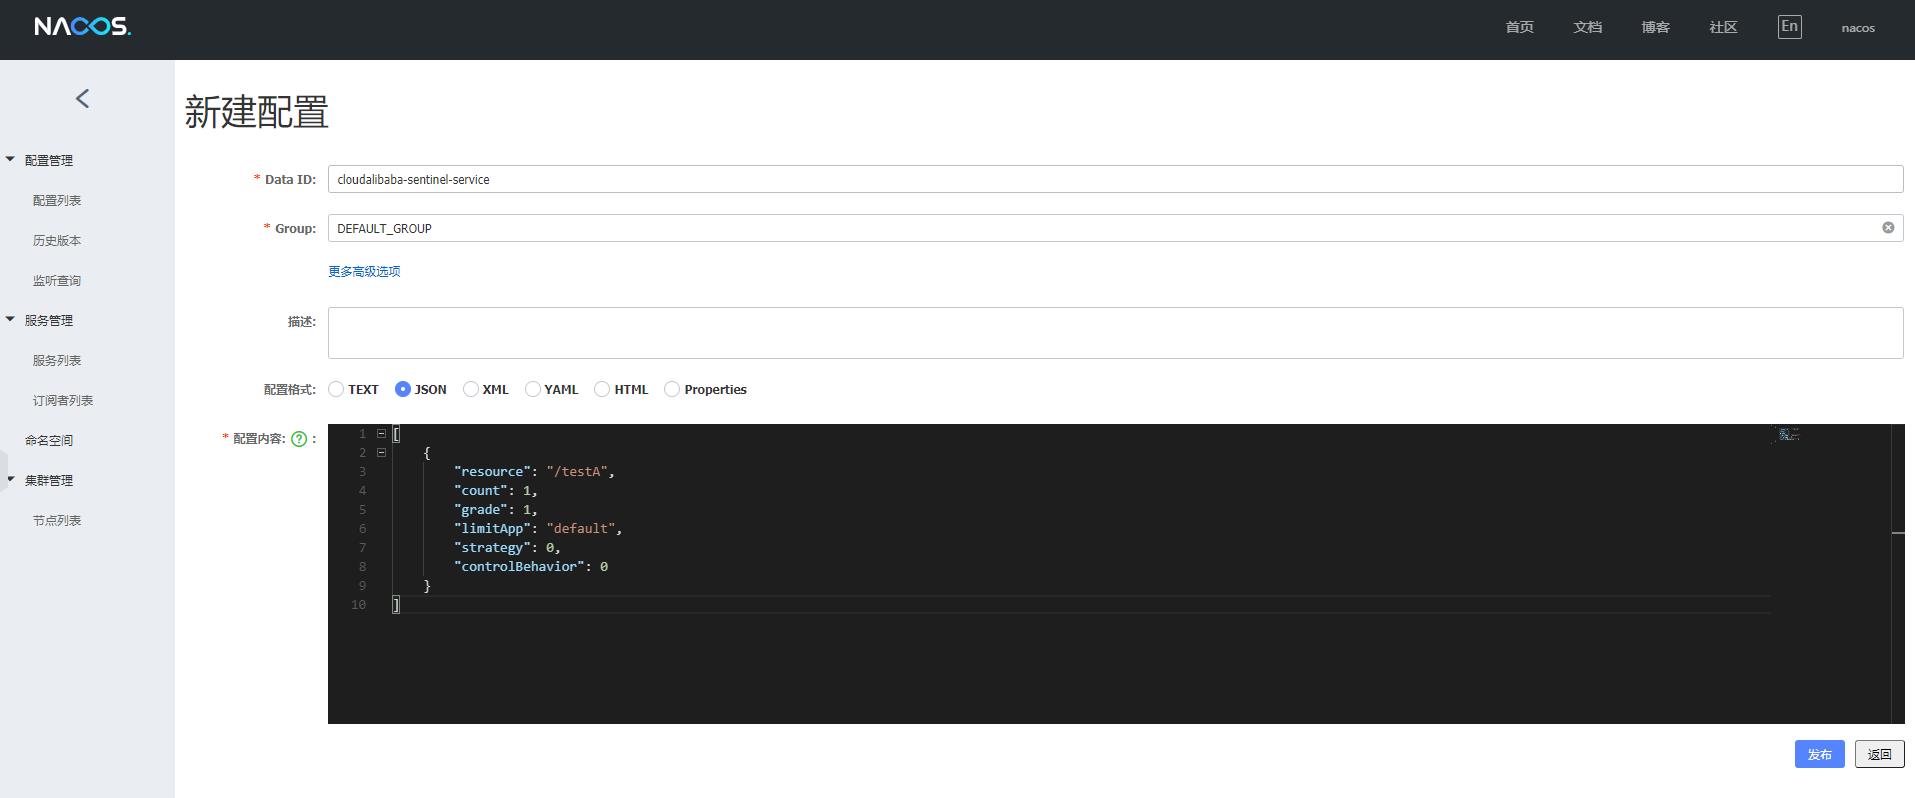 NACOS.
首页 文档 博客 社区 En nacos
新建配置
配置管理
配置列表
历史版本
监听查询
服务管理
服务列表
订阅者列表
命名空间
集群管理
节点列表
* Data ID: cloudalibaba-sentinel-service
* Group: DEFAULT_GROUP
更多高级选项
描述:
配置格式: TEXT JSON XML YAML HTML Properties
* 配置内容: ? :
1 [
2 {
3 "resource": "/testA",
4 "count": 1,
5 "grade": 1,
6 "limitApp": "default",
7 "strategy": 0,
8 "controlBehavior": 0
9 }
10 ]
发布 返回